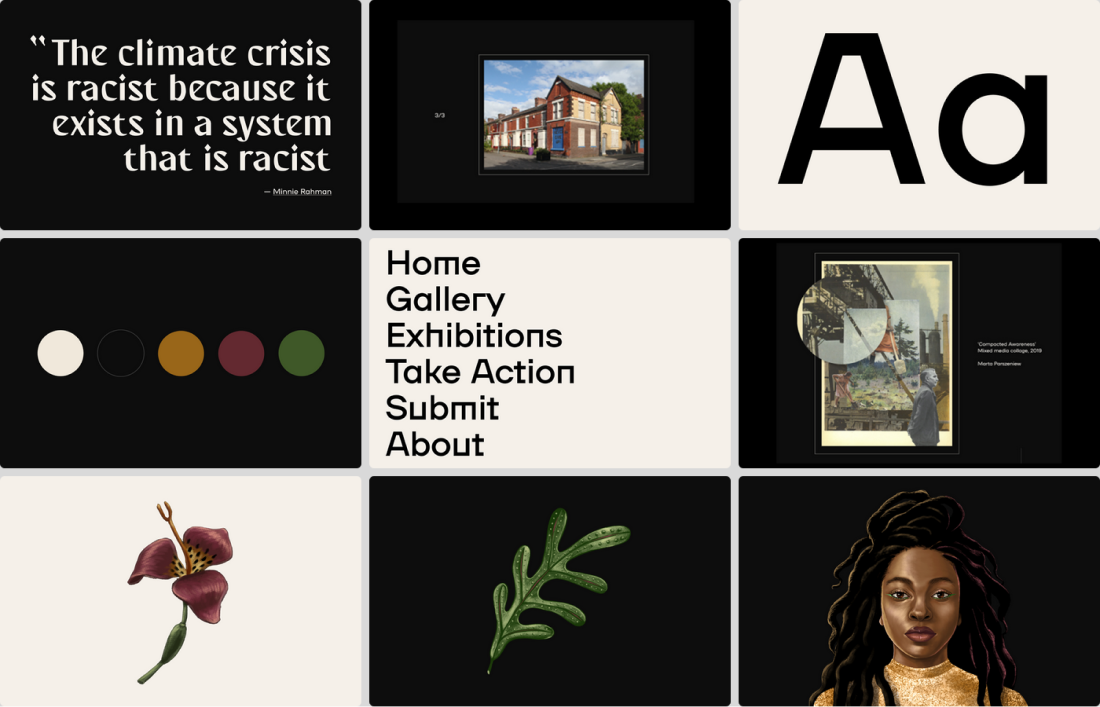 “The climate crisis
is racist because it
exists in a system
that is racist
— Minnie Rahman
3/3
Aa
Home
Gallery
Exhibitions
Take Action
Submit
About
'Compacted Awareness'
Mixed media collage, 2019
Marta Parszeniew